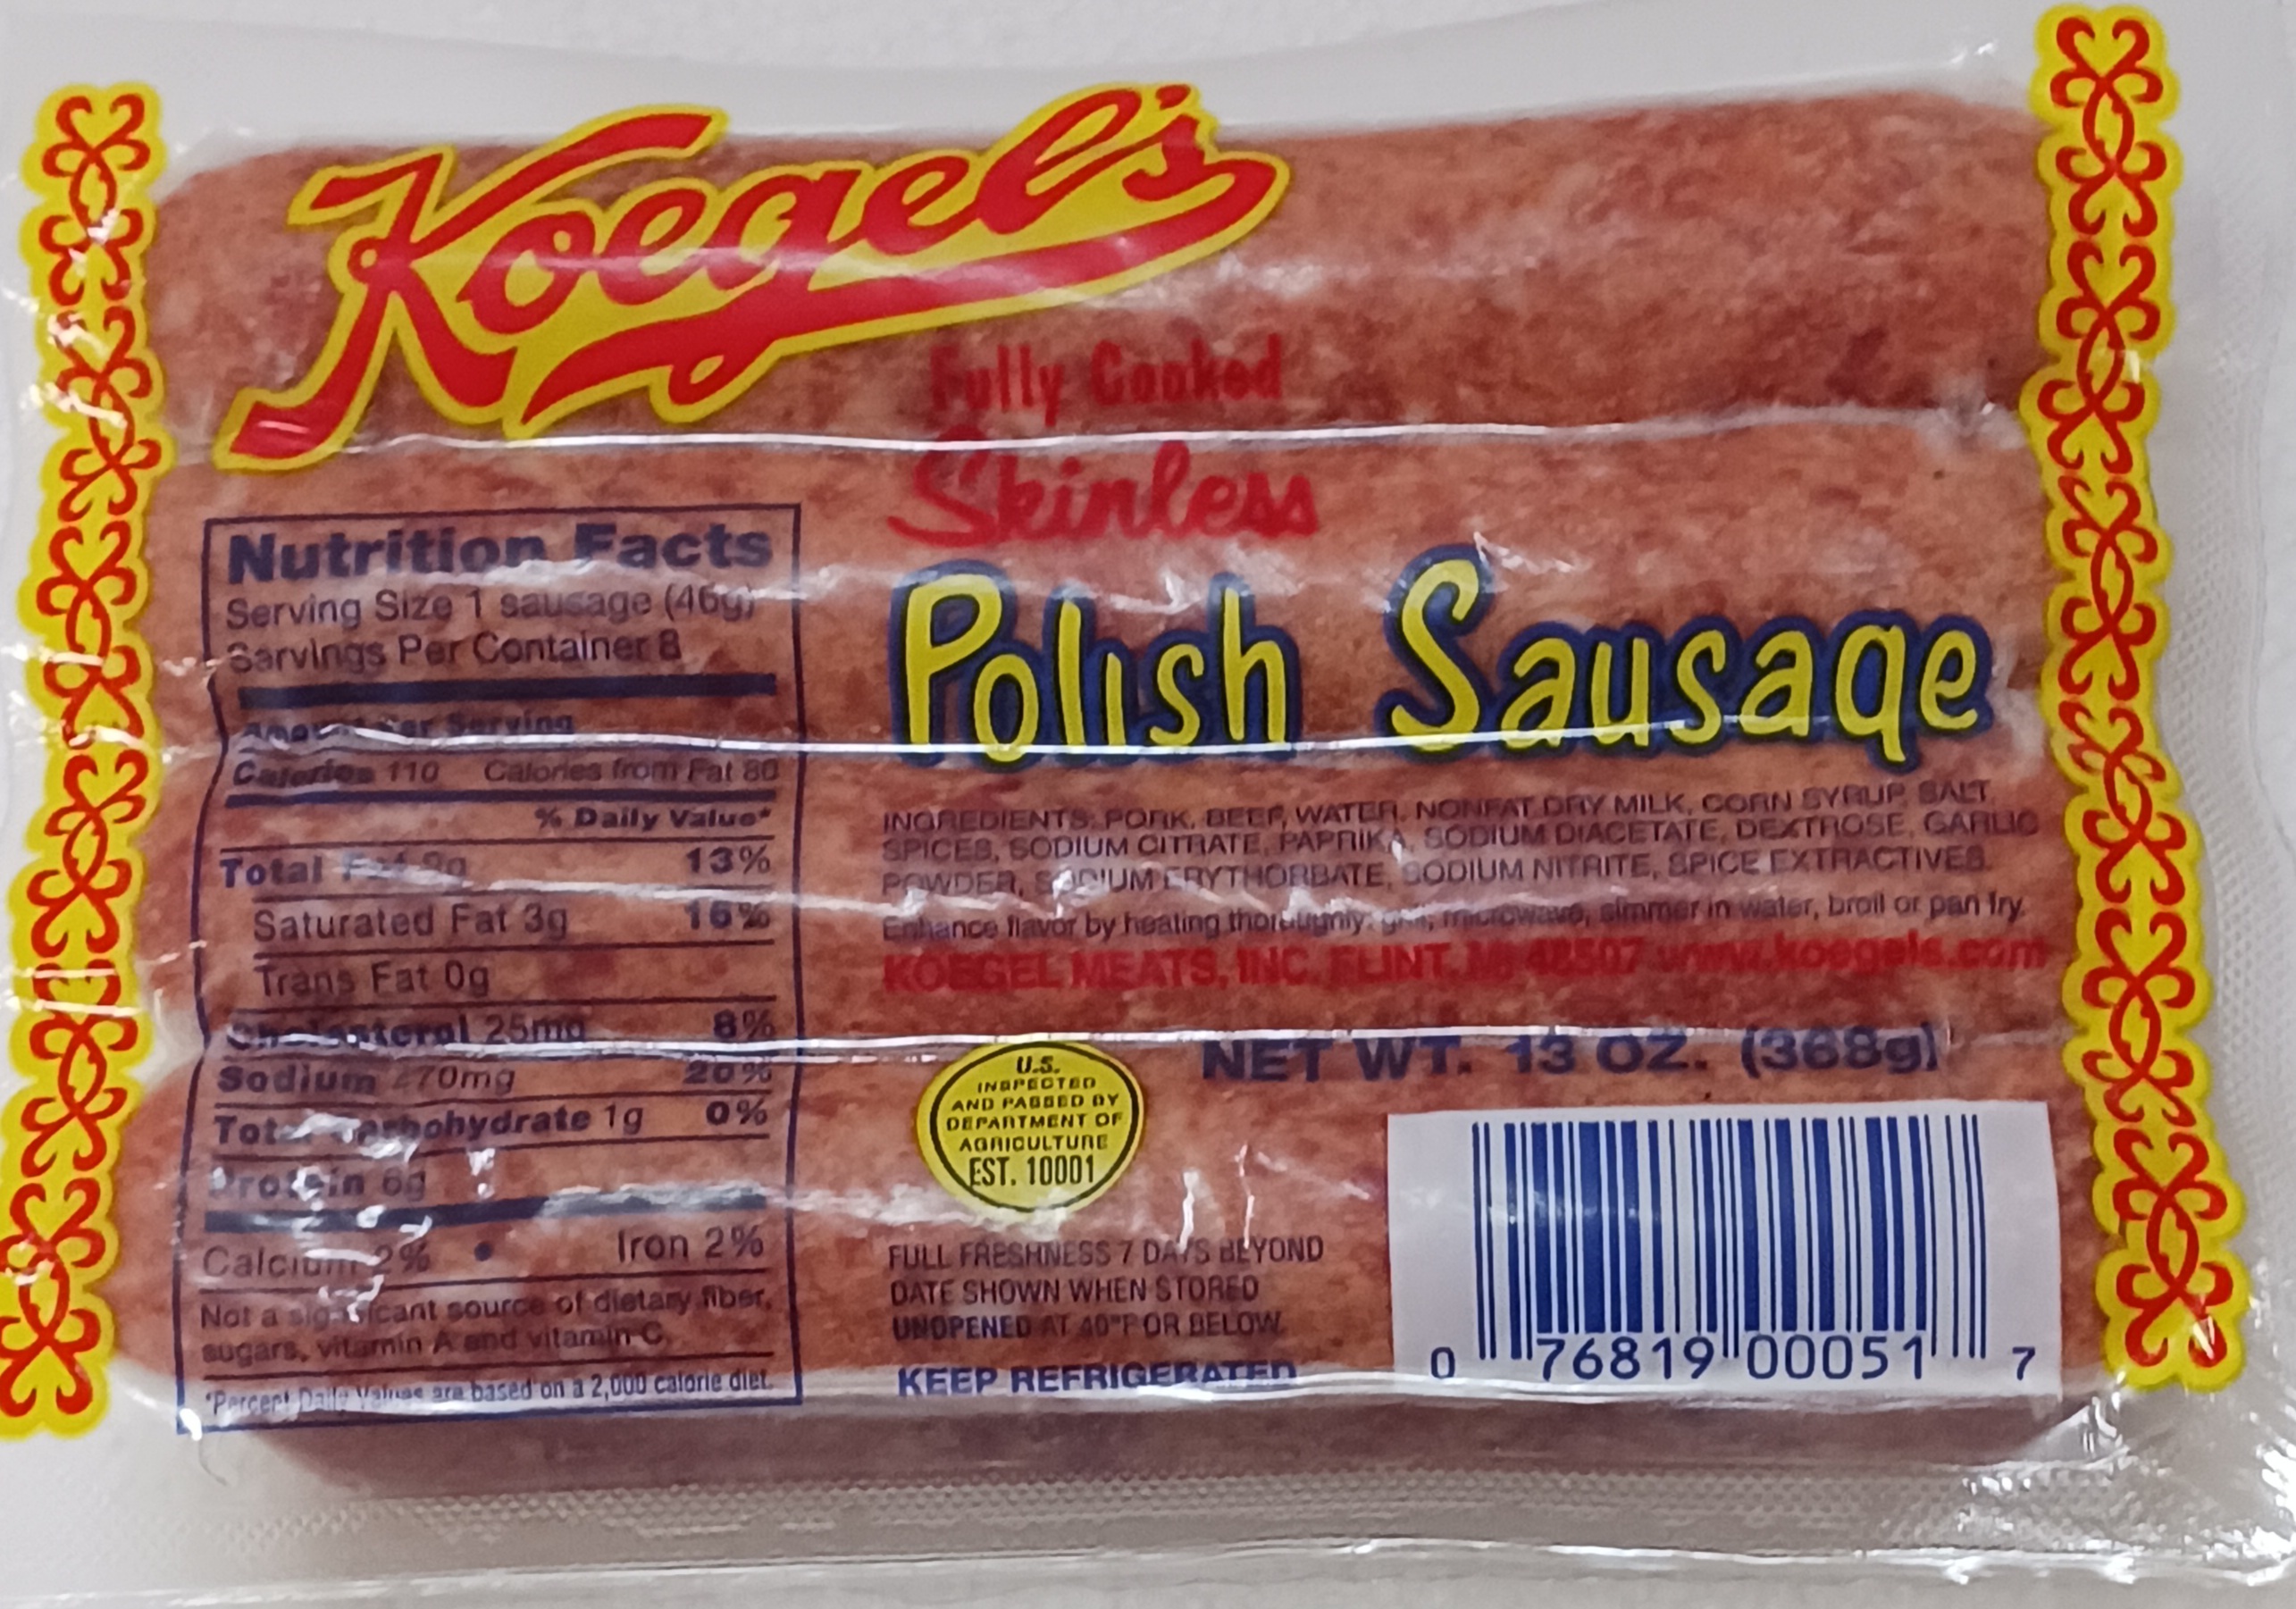 Koegel's
Fully Cooked
Skinless
Polish Sausage
Nutrition Facts
Serving Size 1 sausage (46g)
Servings Per Container 8
Amount Per Serving
Calories 110 Calories from Fat 80
% Daily Value*
Total Fat 13%
Saturated Fat 3g 15%
Trans Fat 0g
Cholesterol 25mg 8%
Sodium 470mg 20%
Total Carbohydrate 1g 0%
Protein 6g
Calcium 2% • Iron 2%
Not a significant source of dietary fiber,
sugars, vitamin A and vitamin C.
*Percent Daily Values are based on a 2,000 calorie diet.
INGREDIENTS: PORK, BEEF, WATER, NONFAT DRY MILK, CORN SYRUP, SALT,
SPICES, SODIUM CITRATE, PAPRIKA, SODIUM DIACETATE, DEXTROSE, GARLIC
POWDER, SODIUM ERYTHORBATE, SODIUM NITRITE, SPICE EXTRACTIVES.
Enhance flavor by heating thoroughly: grill, microwave, simmer in water, broil or pan fry.
KOEGEL MEATS, INC. FLINT, MI 48507 www.koegels.com
NET WT. 13 OZ. (368g)
U.S.
INSPECTED
AND PASSED BY
DEPARTMENT OF
AGRICULTURE
EST. 10001
FULL FRESHNESS 7 DAYS BEYOND
DATE SHOWN WHEN STORED
UNOPENED AT 40°F OR BELOW.
KEEP REFRIGERATED
0 76819 00051 7